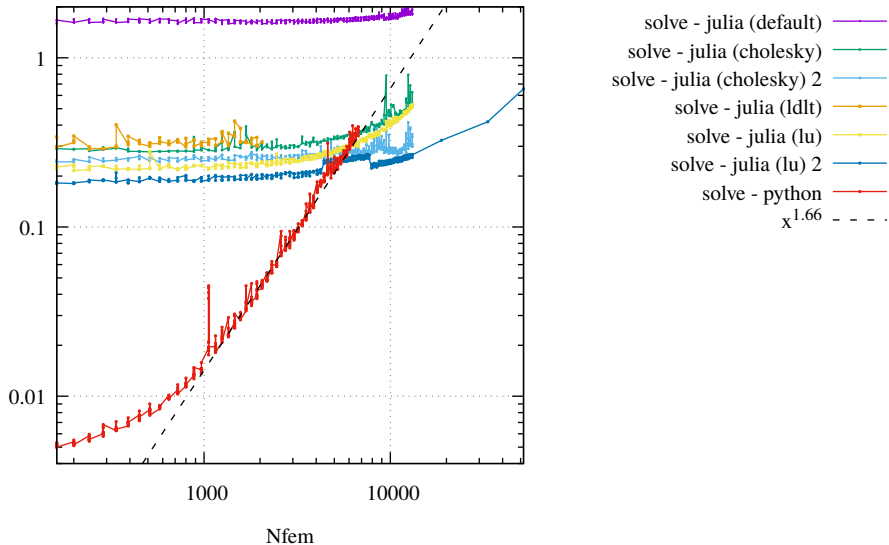 solve - julia (default)
solve - julia (cholesky)
solve - julia (cholesky) 2
solve - julia (ldlt)
solve - julia (lu)
solve - julia (lu) 2
solve - python
x^1.66
1
0.1
0.01
1000 10000
Nfem